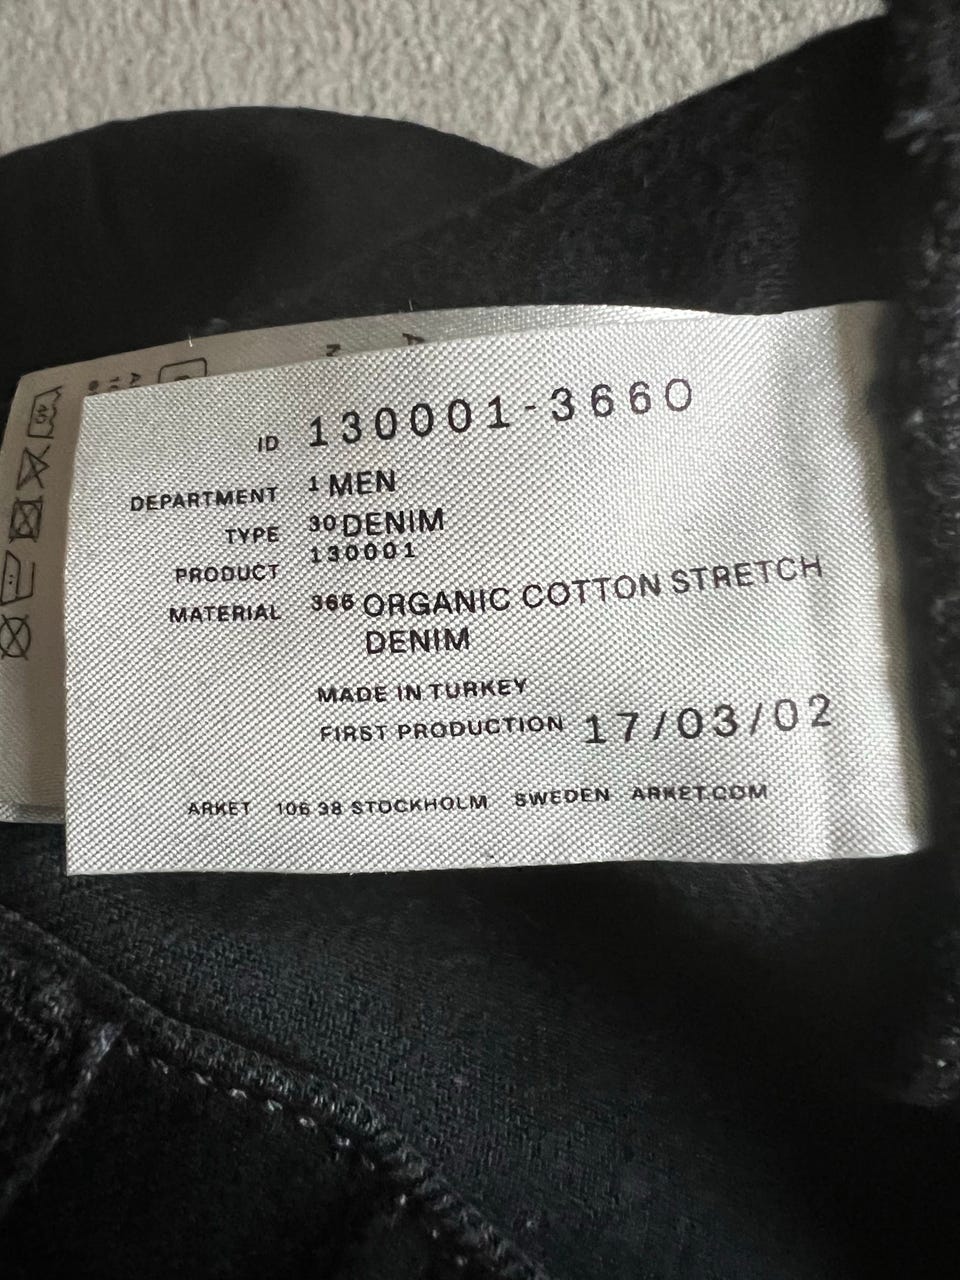 ID 130001-3660
DEPARTMENT 1 MEN
TYPE 30 DENIM
PRODUCT 130001
MATERIAL 366 ORGANIC COTTON STRETCH
DENIM
MADE IN TURKEY
FIRST PRODUCTION 17/03/02
ARKET 106 38 STOCKHOLM SWEDEN ARKET.COM
40